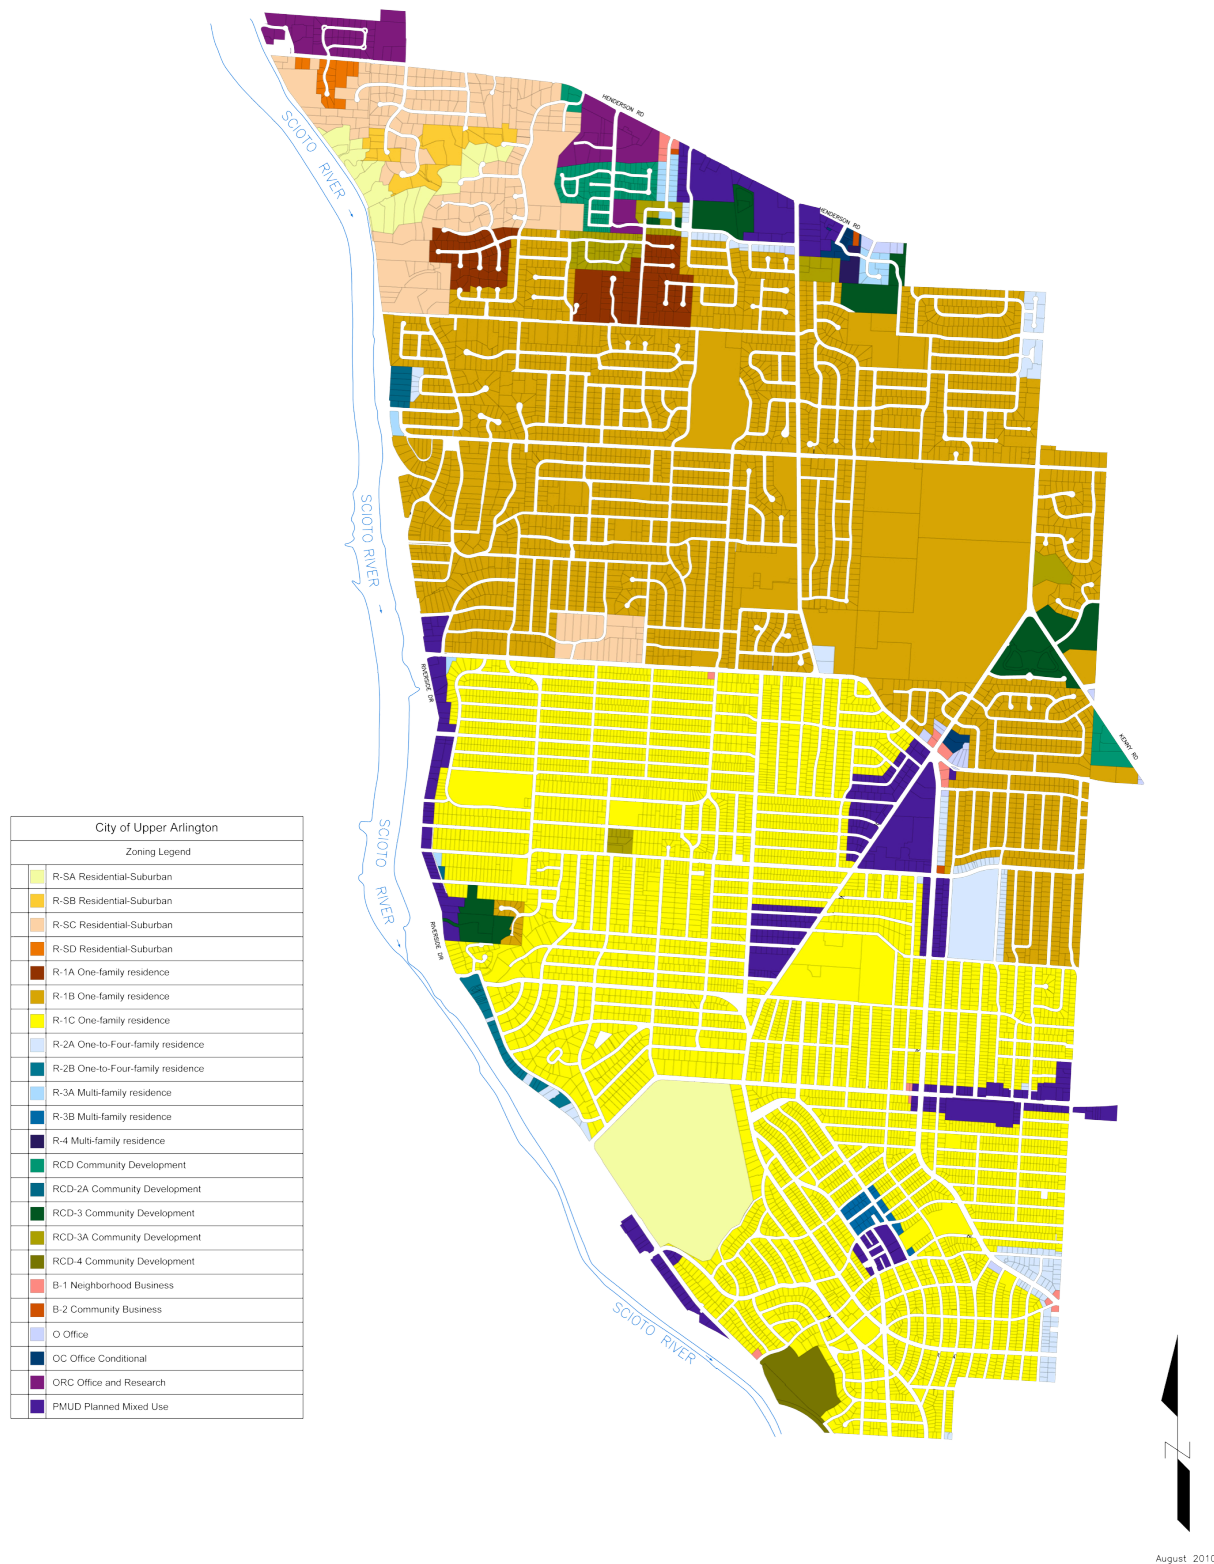 HENDERSON RD
SCIOTO RIVER
HENDERSON RD
SCIOTO RIVER
RIVERSIDE DR
KENNY RD
SCIOTO RIVER
RIVERSIDE DR
City of Upper Arlington
Zoning Legend
R-SA Residential-Suburban
R-SB Residential-Suburban
R-SC Residential-Suburban
R-SD Residential-Suburban
R-1A One-family residence
R-1B One-family residence
R-1C One-family residence
R-2A One-to-Four-family residence
R-2B One-to-Four-family residence
R-3A Multi-family residence
R-3B Multi-family residence
R-4 Multi-family residence
RCD Community Development
RCD-2A Community Development
RCD-3 Community Development
RCD-3A Community Development
RCD-4 Community Development
B-1 Neighborhood Business
B-2 Community Business
O Office
OC Office Conditional
ORC Office and Research
PMUD Planned Mixed Use
SCIOTO RIVER
N
August 2010